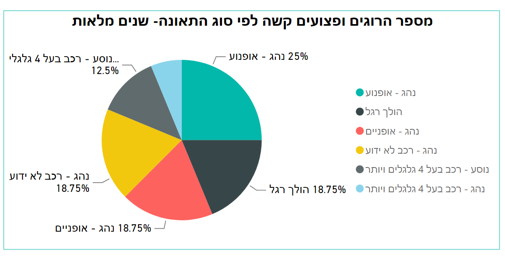 מספר הרוגים ופצועים קשה לפי סוג התאונה- שנים מלאות
נהג - אופנוע 25%
הולך רגל 18.75%
נהג - אופניים 18.75%
נהג - רכב לא ידוע
18.75%
נוסע - רכב בעל 4 גלגלי...
12.5%
נהג - אופנוע
הולך רגל
נהג - אופניים
נהג - רכב לא ידוע
נוסע - רכב בעל 4 גלגלים ויותר
נהג - רכב בעל 4 גלגלים ויותר